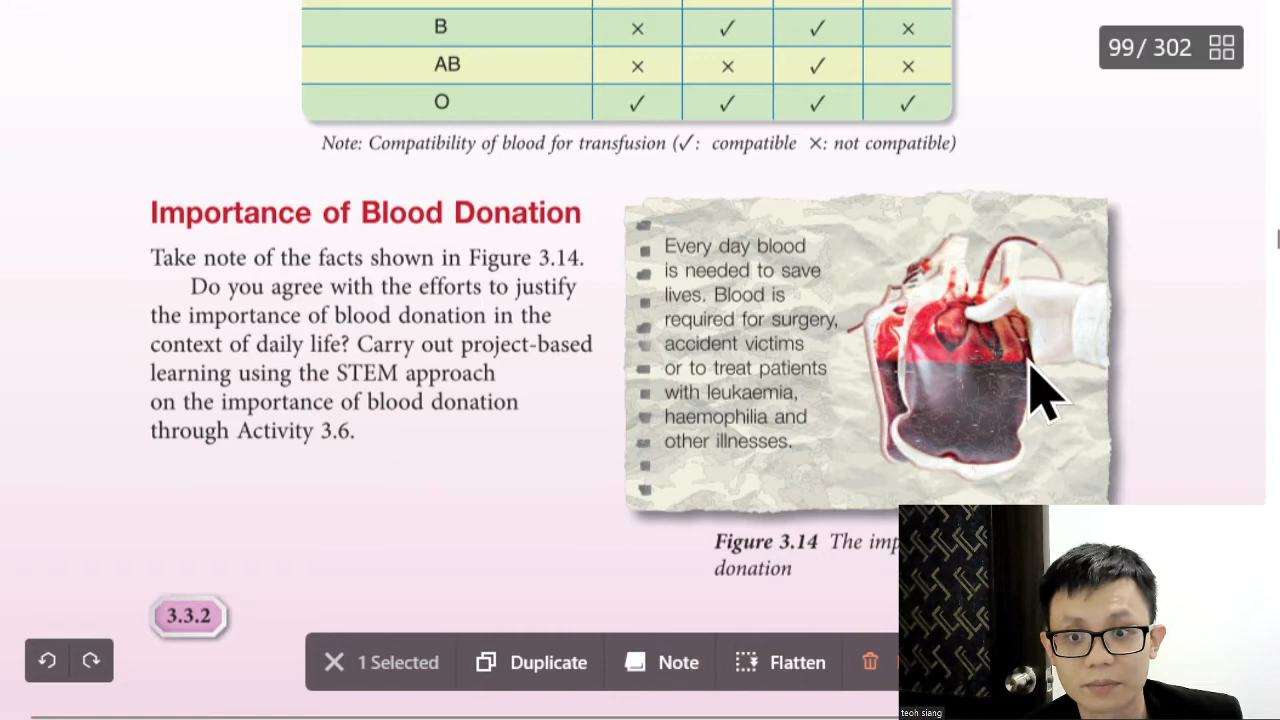 B × ✓ ✓ ×
99/ 302
AB × × ✓ ×
O ✓ ✓ ✓ ✓
Note: Compatibility of blood for transfusion (✓: compatible ×: not compatible)
Importance of Blood Donation
Take note of the facts shown in Figure 3.14.
Do you agree with the efforts to justify
the importance of blood donation in the
context of daily life? Carry out project-based
learning using the STEM approach
on the importance of blood donation
through Activity 3.6.
Every day blood
is needed to save
lives. Blood is
required for surgery,
accident victims
or to treat patients
with leukaemia,
haemophilia and
other illnesses.
Figure 3.14 The imp
donation
3.3.2
1 Selected Duplicate Note Flatten
teoh siang